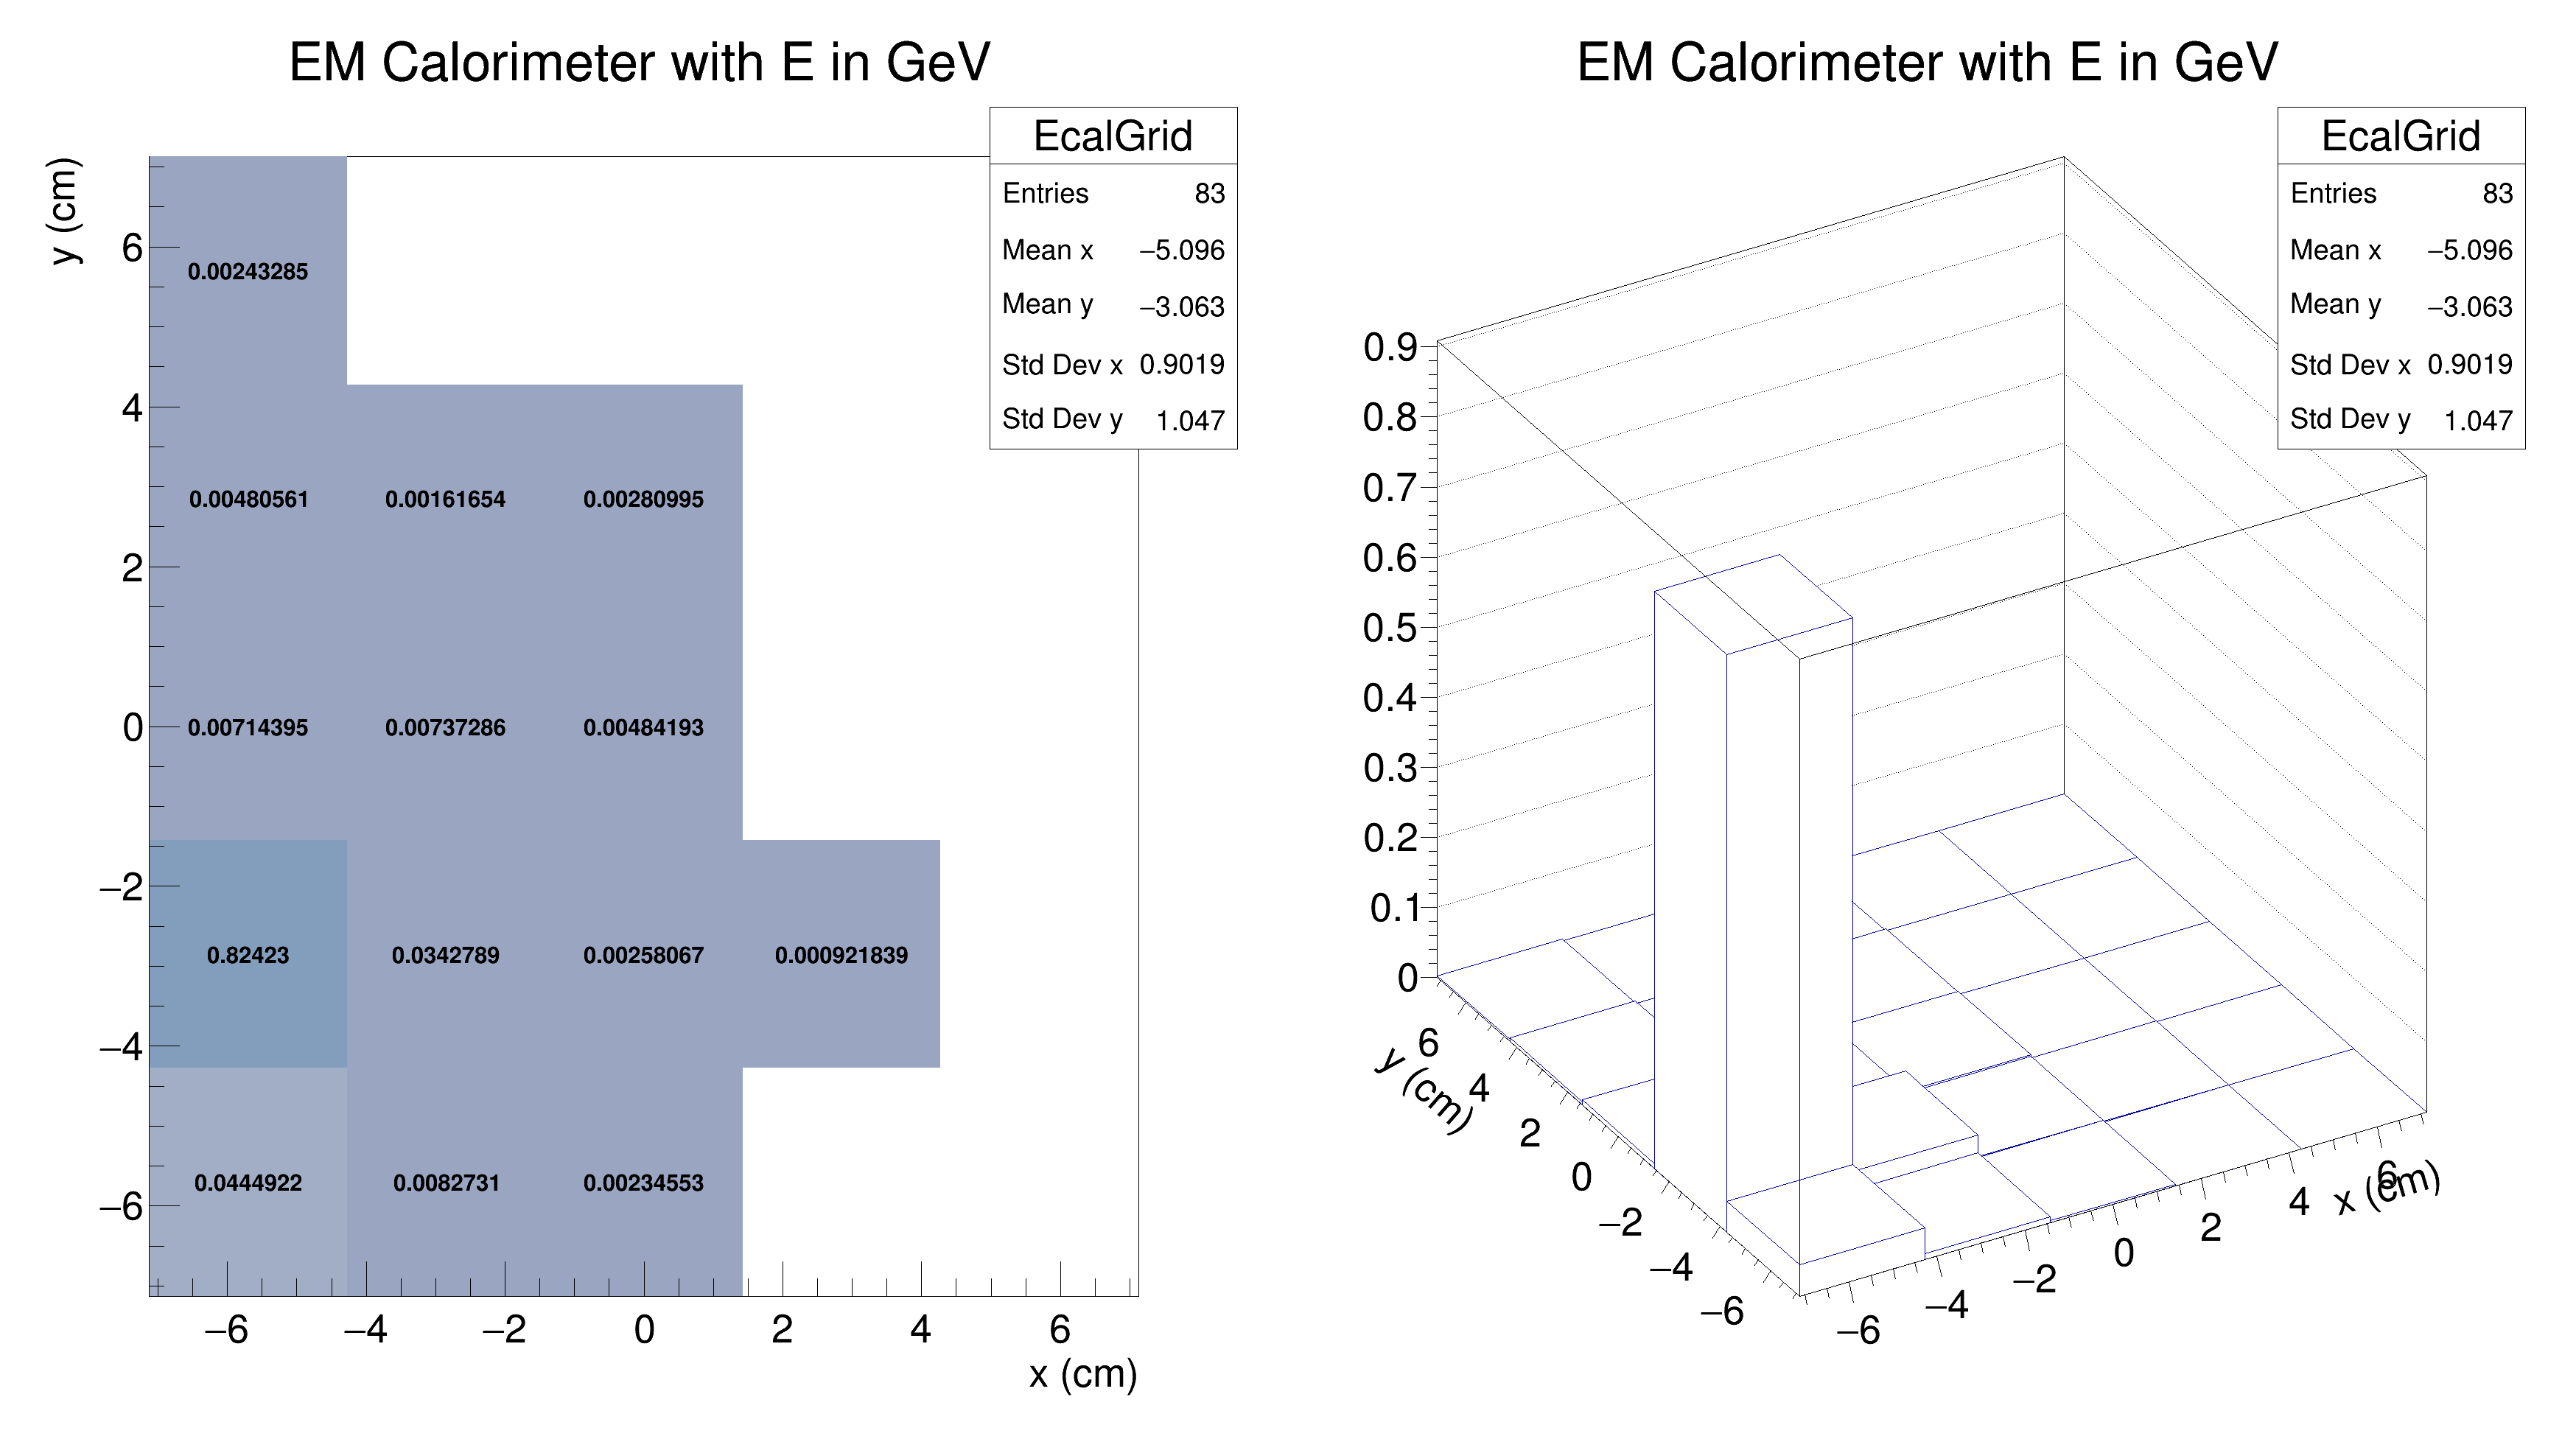 EM Calorimeter with E in GeV
EcalGrid
Entries 83
Mean x −5.096
Mean y −3.063
Std Dev x 0.9019
Std Dev y 1.047
y (cm)
6
4
2
0
−2
−4
−6
0.00243285
0.00480561 0.00161654 0.00280995
0.00714395 0.00737286 0.00484193
0.82423 0.0342789 0.00258067 0.000921839
0.0444922 0.0082731 0.00234553
−6 −4 −2 0 2 4 6
x (cm)
EM Calorimeter with E in GeV
EcalGrid
Entries 83
Mean x −5.096
Mean y −3.063
Std Dev x 0.9019
Std Dev y 1.047
0.9
0.8
0.7
0.6
0.5
0.4
0.3
0.2
0.1
0
y (cm)
6
4
2
0
−2
−4
−6
−6 −4 −2 0 2 4 6
x (cm)